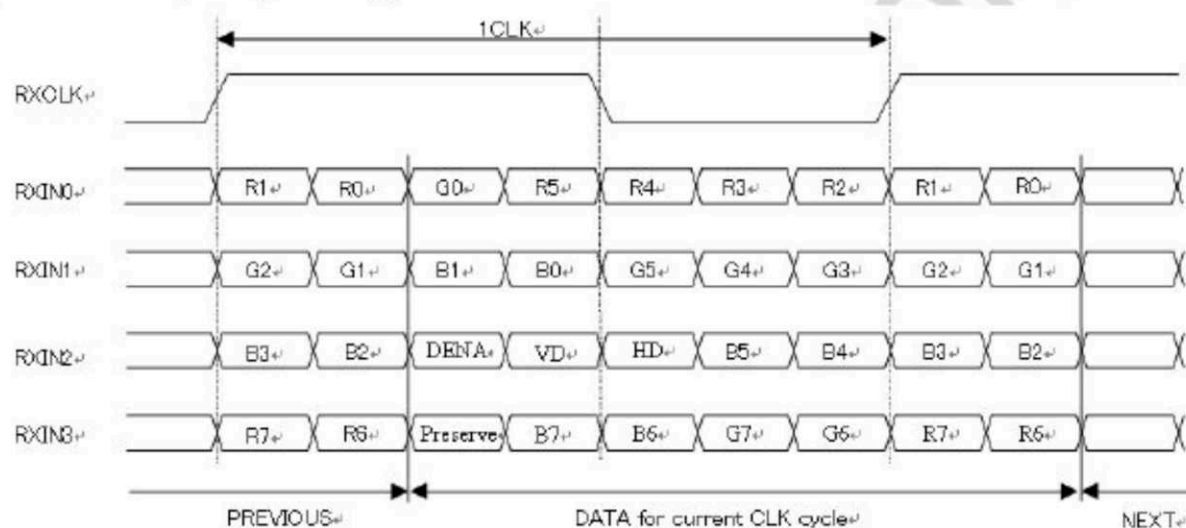 1CLK↵
RXCLK↵
RXIN0↵ R1↵ R0↵ G0↵ R5↵ R4↵ R3↵ R2↵ R1↵ R0↵
RXIN1↵ G2↵ G1↵ B1↵ B0↵ G5↵ G4↵ G3↵ G2↵ G1↵
RXIN2↵ B3↵ B2↵ DENA↵ VD↵ HD↵ B5↵ B4↵ B3↵ B2↵
RXIN3↵ R7↵ R6↵ Preserve↵ B7↵ B6↵ G7↵ G6↵ R7↵ R6↵
PREVIOUS↵ DATA for current CLK cycle↵ NEXT↵